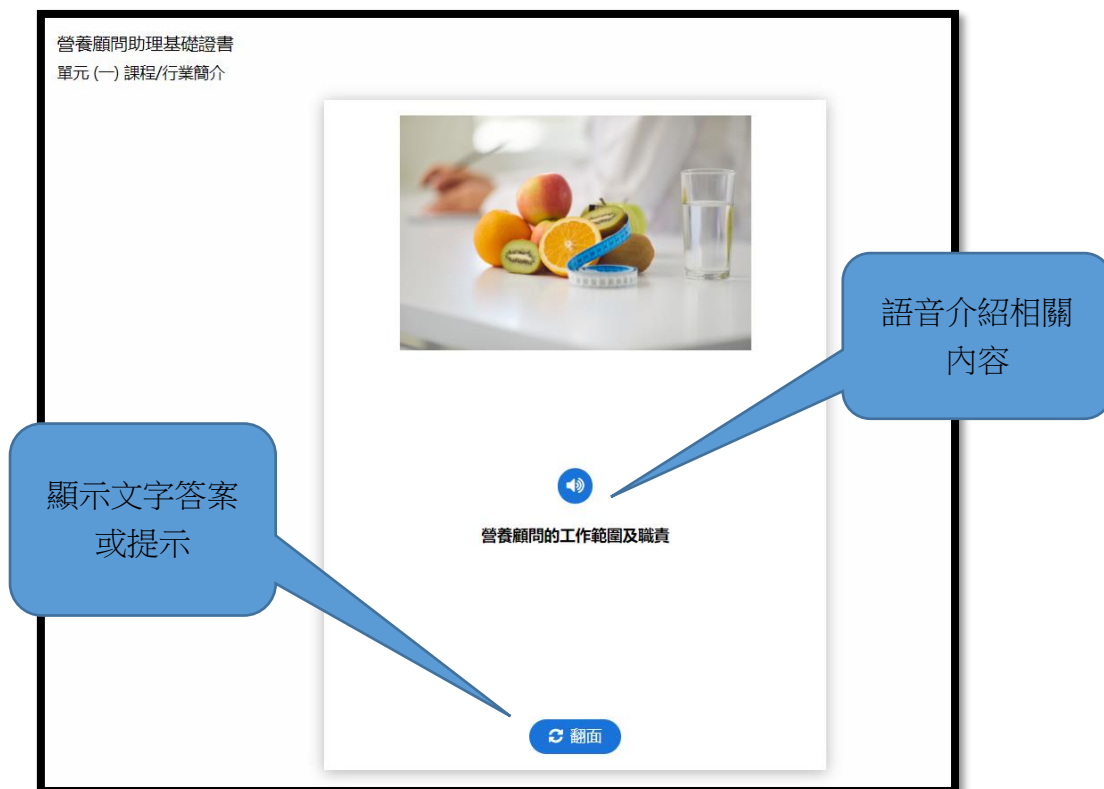 營養顧問助理基礎證書
單元 (一) 課程/行業簡介
語音介紹相關
內容
顯示文字答案
或提示
營養顧問的工作範圍及職責
翻面